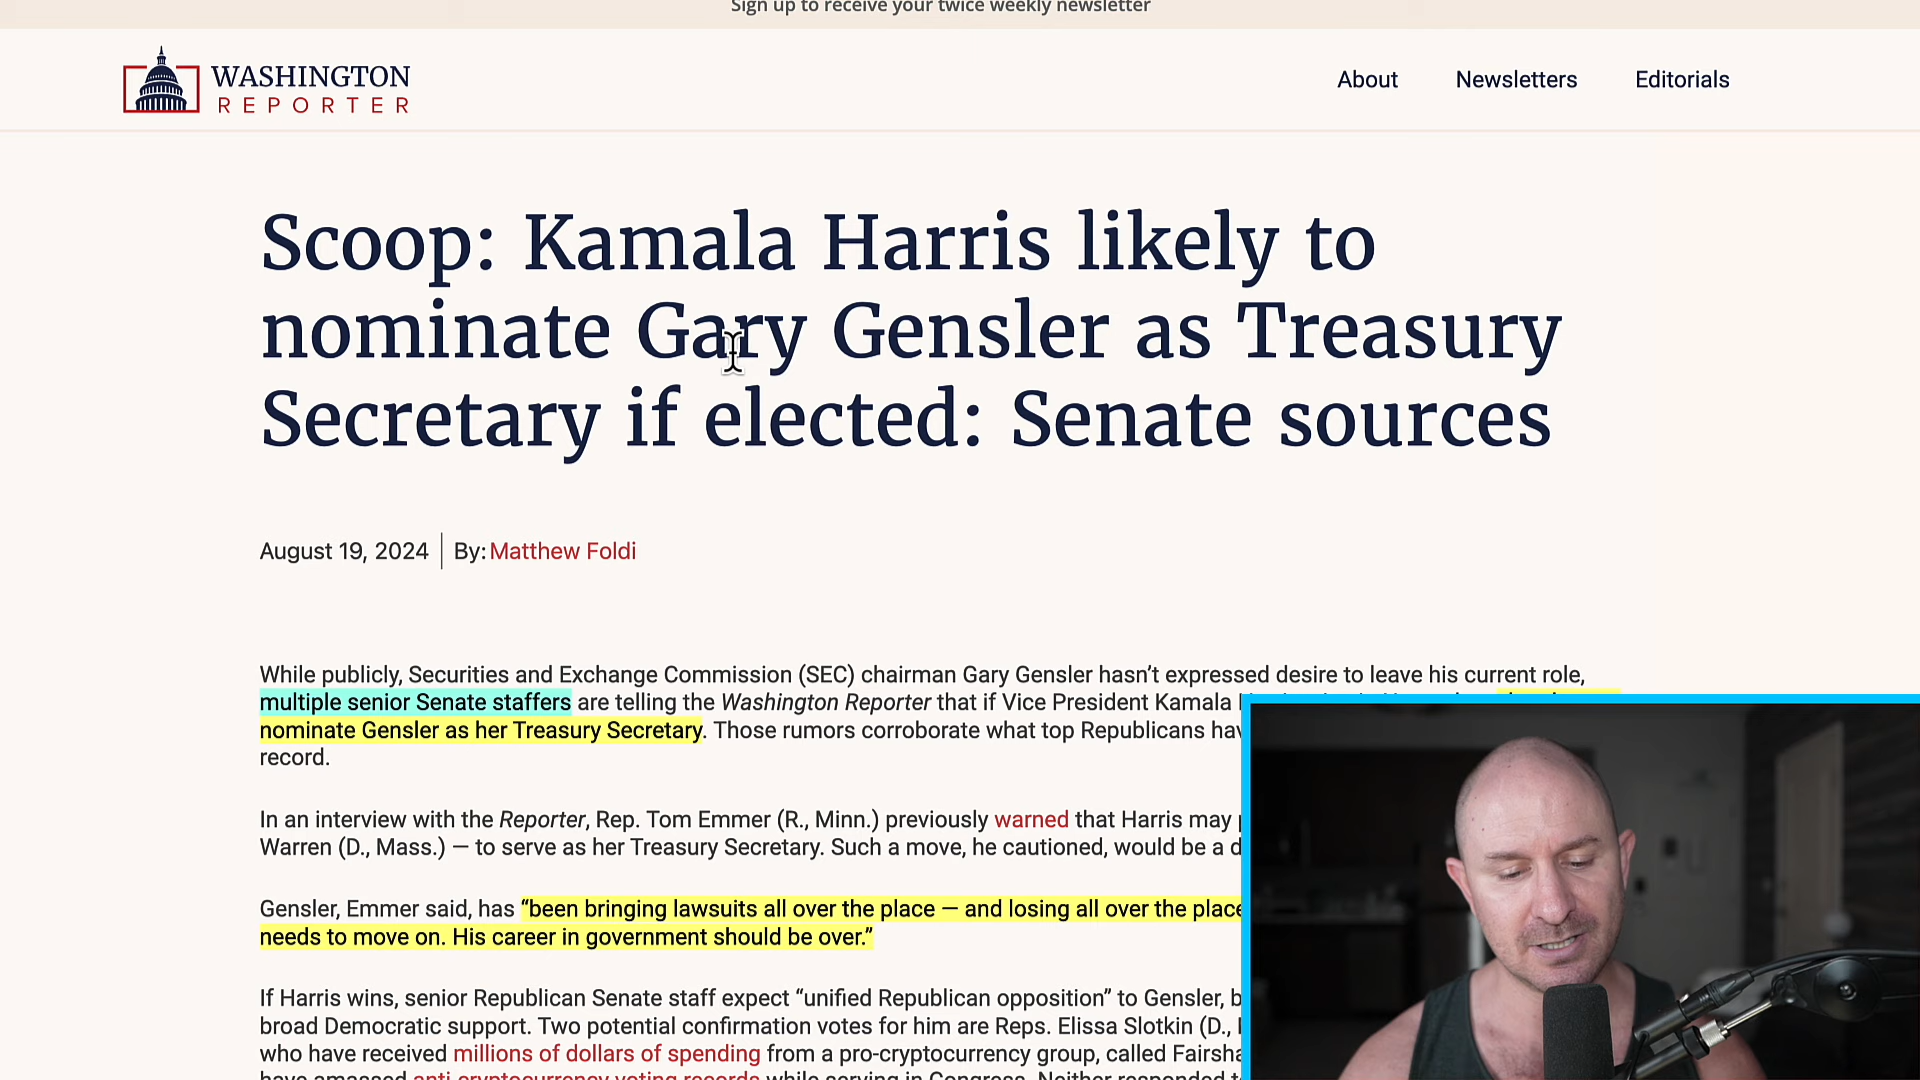 Sign up to receive your twice weekly newsletter
WASHINGTON
REPORTER
About Newsletters Editorials
Scoop: Kamala Harris likely to
nominate Gary Gensler as Treasury
Secretary if elected: Senate sources
August 19, 2024 By: Matthew Foldi
While publicly, Securities and Exchange Commission (SEC) chairman Gary Gensler hasn’t expressed desire to leave his current role,
multiple senior Senate staffers are telling the Washington Reporter that if Vice President Kamala
nominate Gensler as her Treasury Secretary. Those rumors corroborate what top Republicans
record.
In an interview with the Reporter, Rep. Tom Emmer (R., Minn.) previously warned that Harris may
Warren (D., Mass.) — to serve as her Treasury Secretary. Such a move, he cautioned, would be a
Gensler, Emmer said, has “been bringing lawsuits all over the place — and losing all over the place
needs to move on. His career in government should be over.”
If Harris wins, senior Republican Senate staff expect “unified Republican opposition” to Gensler,
broad Democratic support. Two potential confirmation votes for him are Reps. Elissa Slotkin (D.,
who have received millions of dollars of spending from a pro-cryptocurrency group, called
have amassed anti-cryptocurrency voting records while serving in Congress. Neither responded